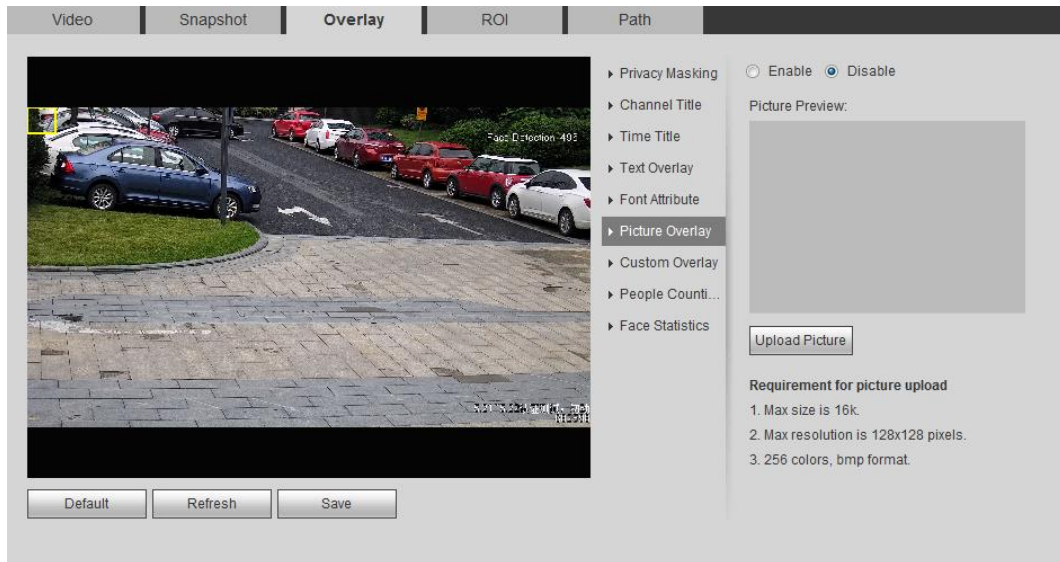 Video
Snapshot
Overlay
ROI
Path
Face Detection
Privacy Masking
Channel Title
Time Title
Text Overlay
Font Attribute
Picture Overlay
Custom Overlay
People Counti...
Face Statistics
Enable
Disable
Picture Preview:
Upload Picture
Requirement for picture upload
1. Max size is 16k.
2. Max resolution is 128x128 pixels.
3. 256 colors, bmp format.
Default
Refresh
Save